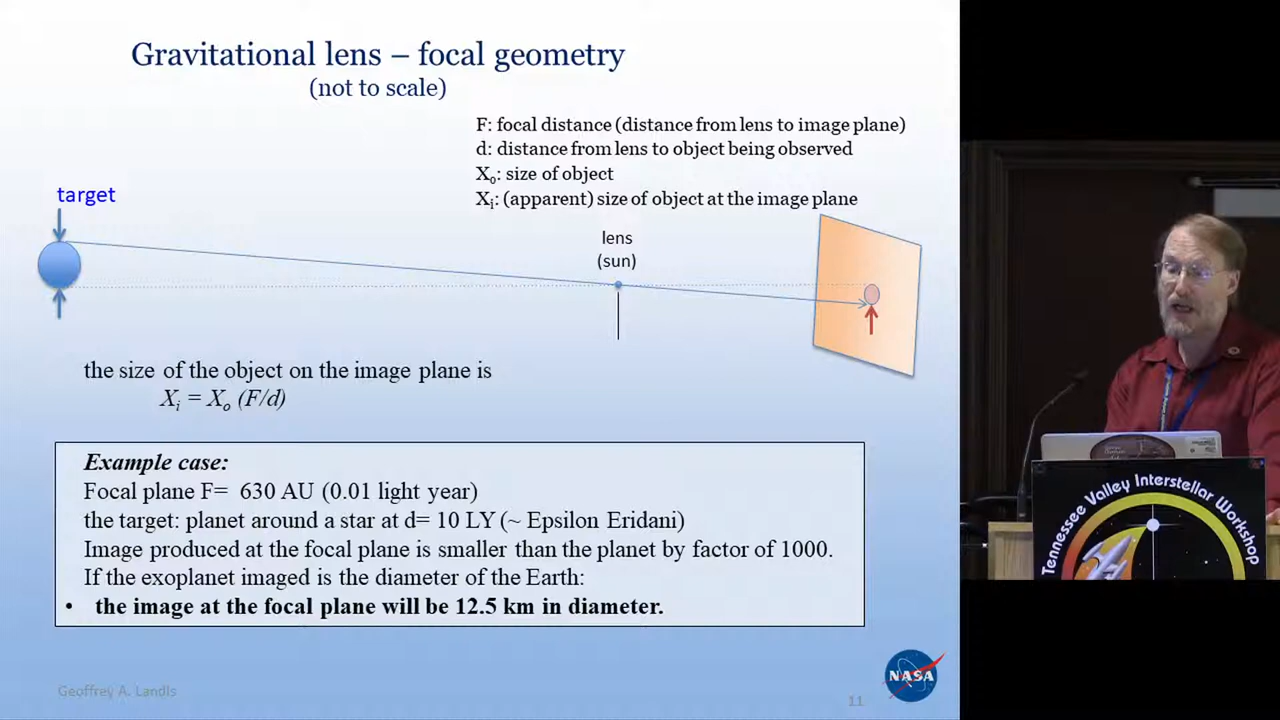 Gravitational lens – focal geometry
(not to scale)
F: focal distance (distance from lens to image plane)
d: distance from lens to object being observed
Xo: size of object
Xi: (apparent) size of object at the image plane
target
lens
(sun)
the size of the object on the image plane is
Xi = Xo (F/d)
Example case:
Focal plane F= 630 AU (0.01 light year)
the target: planet around a star at d= 10 LY (~ Epsilon Eridani)
Image produced at the focal plane is smaller than the planet by factor of 1000.
If the exoplanet imaged is the diameter of the Earth:
• the image at the focal plane will be 12.5 km in diameter.
Geoffrey A. Landis
11
NASA
Tennessee Valley Interstellar Workshop